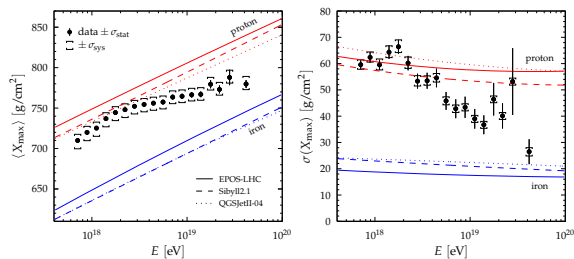 data ± σstat
± σsys
proton
iron
EPOS-LHC
Sibyll2.1
QGSJetII-04
⟨Xmax⟩ [g/cm²]
850
800
750
700
650
10¹⁸
10¹⁹
10²⁰
E [eV]
proton
iron
σ(Xmax) [g/cm²]
80
70
60
50
40
30
20
10
0
10¹⁸
10¹⁹
10²⁰
E [eV]